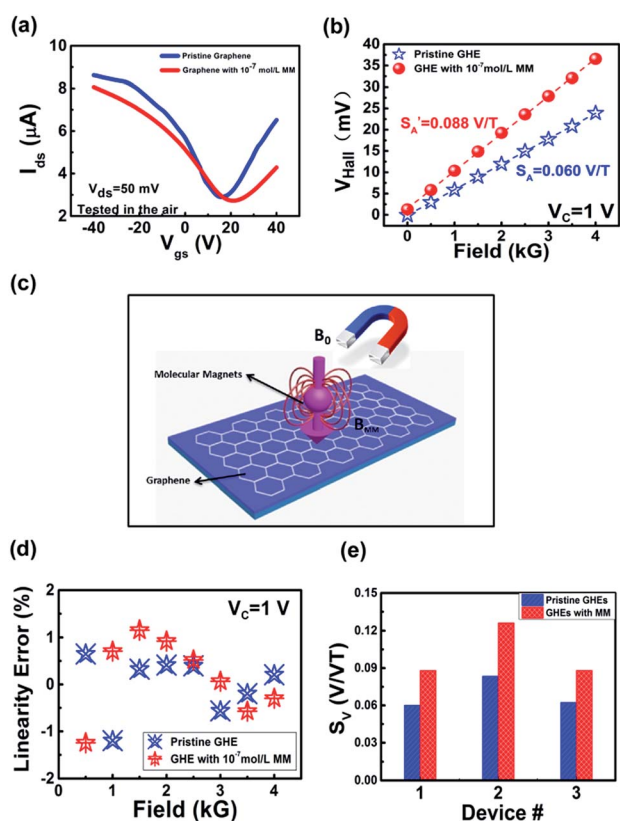 (a)
Pristine Graphene
Graphene with 10⁻⁷ mol/L MM
I_ds (μA)
10
8
6
4
2
V_ds=50 mV
Tested in the air
-40 -20 0 20 40
V_gs (V)
(b)
Pristine GHE
GHE with 10⁻⁷mol/L MM
V_Hall (mV)
40
35
30
25
20
15
10
5
0
S_A'=0.088 V/T
S_A=0.060 V/T
V_C=1 V
0 1 2 3 4
Field (kG)
(c)
B₀
Molecular Magnets
B_MM
Graphene
(d)
V_C=1 V
Linearity Error (%)
2
1
0
-1
-2
Pristine GHE
GHE with 10⁻⁷mol/L MM
0 1 2 3 4
Field (kG)
(e)
Pristine GHEs
GHEs with MM
S_V (V/VT)
0.15
0.12
0.09
0.06
0.03
0.00
1 2 3
Device #